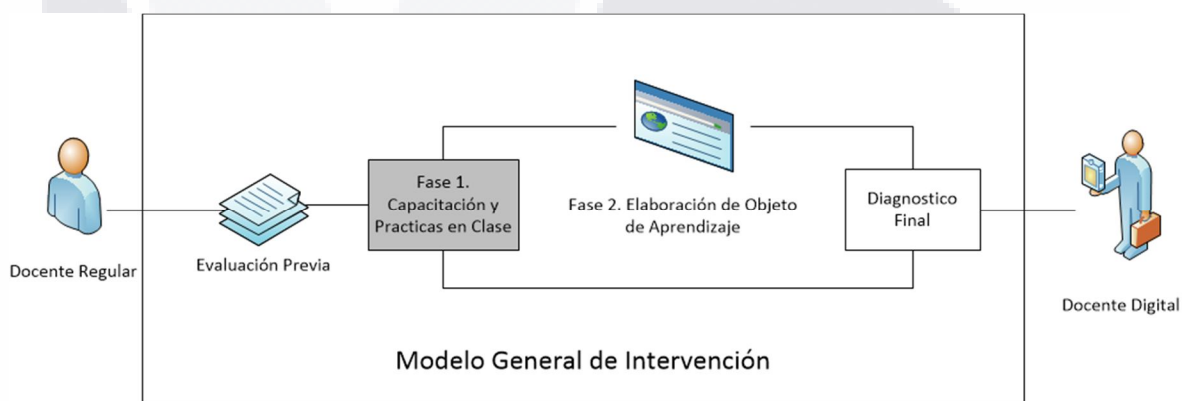 Docente Regular
Evaluación Previa
Fase 1.
Capacitación y
Practicas en Clase
Fase 2. Elaboración de Objeto
de Aprendizaje
Diagnostico
Final
Docente Digital
Modelo General de Intervención